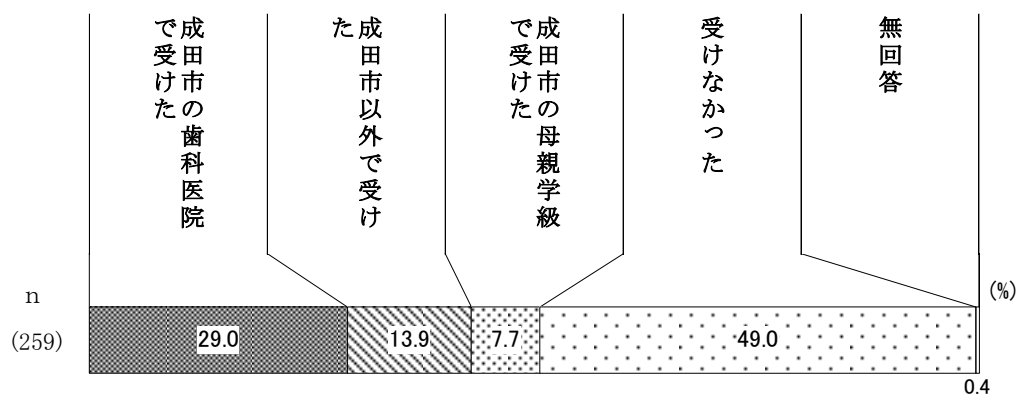 成田市の歯科医院
で受けた
成田市以外で受け
た
成田市の母親学級
で受けた
受けなかった
無回答
(%)
n
(259)
29.0
13.9
7.7
49.0
0.4